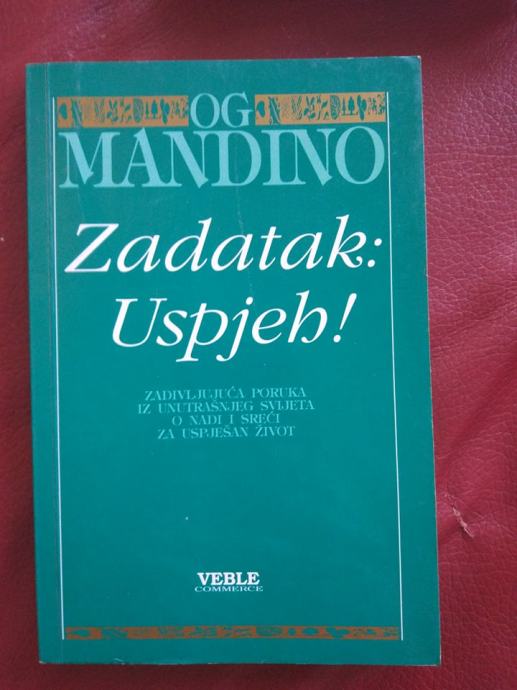 OG
MANDINO
Zadatak:
Uspjeh!
ZADIVLJUJUĆA PORUKA
IZ UNUTRAŠNJEG SVIJETA
O NADI I SREĆI
ZA USPJEŠAN ŽIVOT
VEBLE
COMMERCE